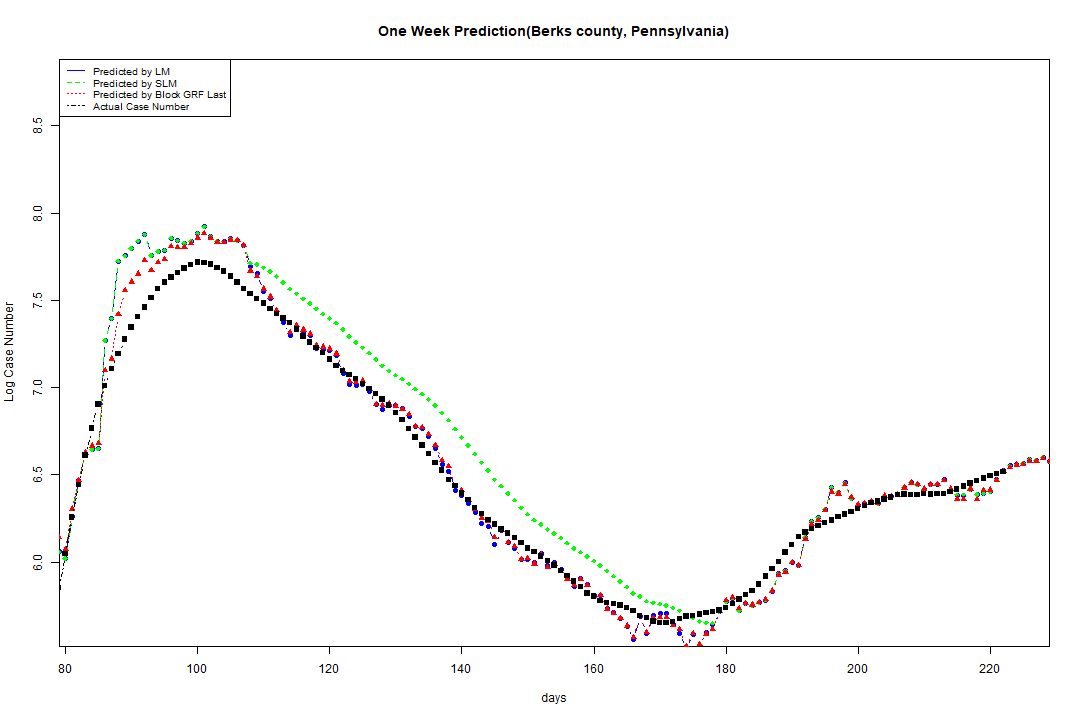 One Week Prediction(Berks county, Pennsylvania)
Predicted by LM
Predicted by SLM
Predicted by Block GRF Last
Actual Case Number
Log Case Number
8.5
8.0
7.5
7.0
6.5
6.0
80 100 120 140 160 180 200 220
days